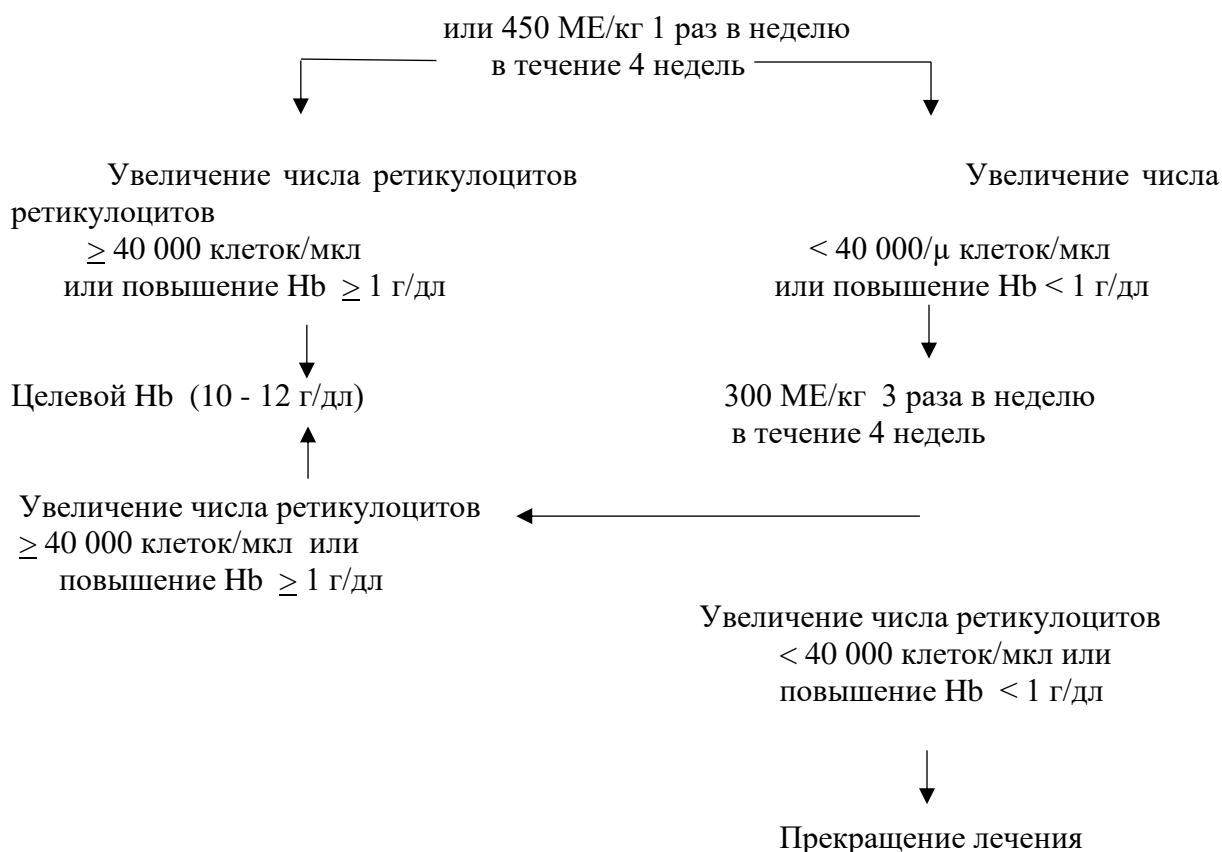 или 450 МЕ/кг 1 раз в неделю
в течение 4 недель
Увеличение числа ретикулоцитов Увеличение числа
ретикулоцитов
≥ 40 000 клеток/мкл < 40 000/μ клеток/мкл
или повышение Hb ≥ 1 г/дл или повышение Hb < 1 г/дл
Целевой Hb (10 - 12 г/дл) 300 МЕ/кг 3 раза в неделю
в течение 4 недель
Увеличение числа ретикулоцитов
≥ 40 000 клеток/мкл или
повышение Hb ≥ 1 г/дл
Увеличение числа ретикулоцитов
< 40 000 клеток/мкл или
повышение Hb < 1 г/дл
Прекращение лечения